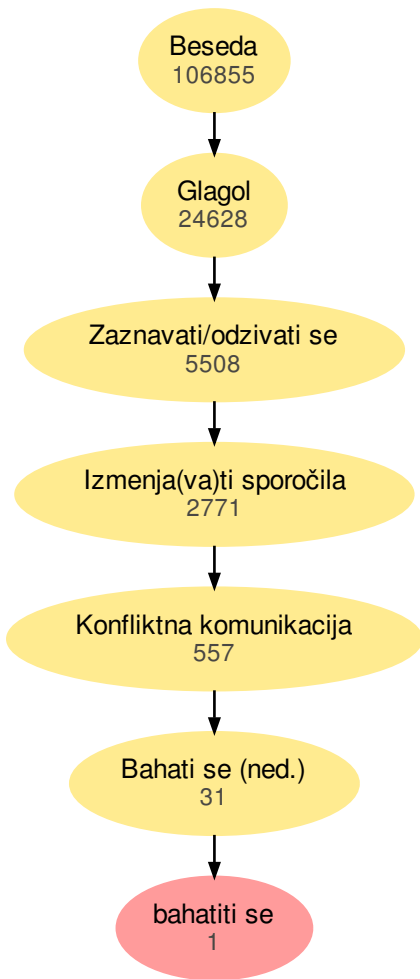 Beseda
106855
Glagol
24628
Zaznavati/odzivati se
5508
Izmenja(va)ti sporočila
2771
Konfliktna komunikacija
557
Bahati se (ned.)
31
bahatiti se
1